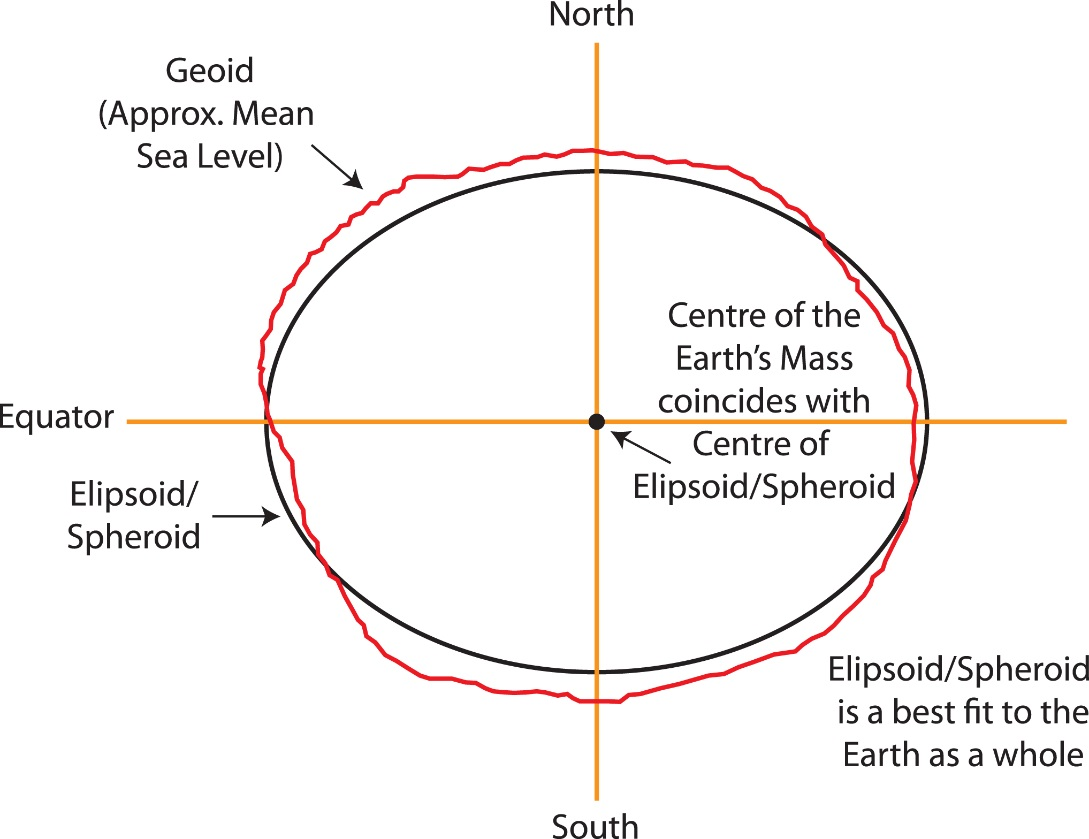 North
Geoid
(Approx. Mean
Sea Level)
Centre of the
Earth's Mass
coincides with
Centre of
Elipsoid/Spheroid
Equator
Elipsoid/
Spheroid
Elipsoid/Spheroid
is a best fit to the
Earth as a whole
South